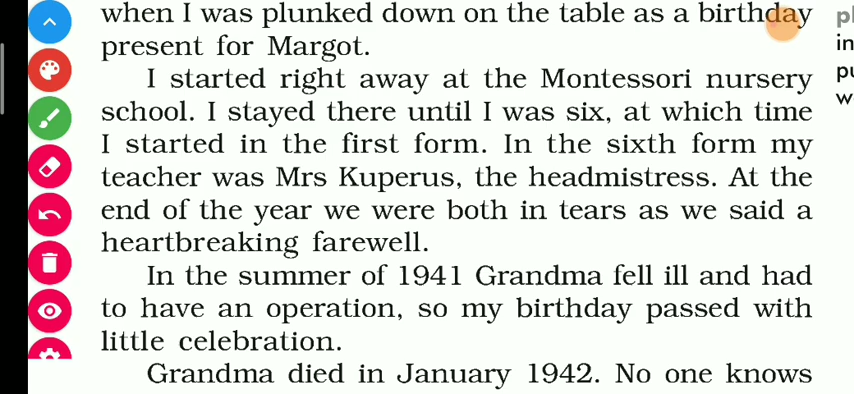 when I was plunked down on the table as a birthday
present for Margot.
I started right away at the Montessori nursery
school. I stayed there until I was six, at which time
I started in the first form. In the sixth form my
teacher was Mrs Kuperus, the headmistress. At the
end of the year we were both in tears as we said a
heartbreaking farewell.
In the summer of 1941 Grandma fell ill and had
to have an operation, so my birthday passed with
little celebration.
Grandma died in January 1942. No one knows